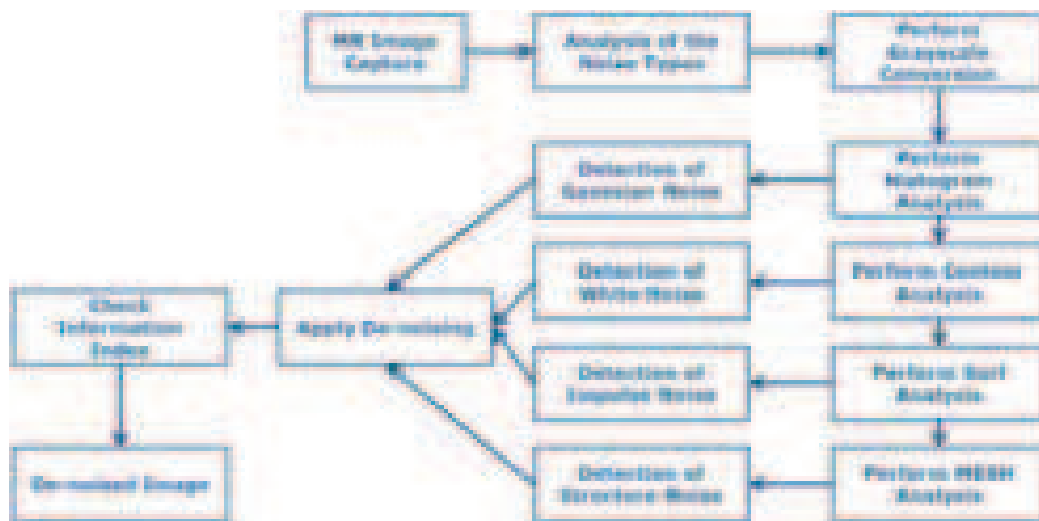 MR Image
Capture
Analysis of the
Noise Types
Perform
Grayscale
Conversion
Detection of
Gaussian Noise
Perform
Histogram
Analysis
Detection of
White Noise
Perform Contour
Analysis
Check
Information
Index
Apply De-noising
Detection of
Impulse Noise
Perform Surf
Analysis
De-noised Image
Detection of
Structure Noise
Perform MESH
Analysis